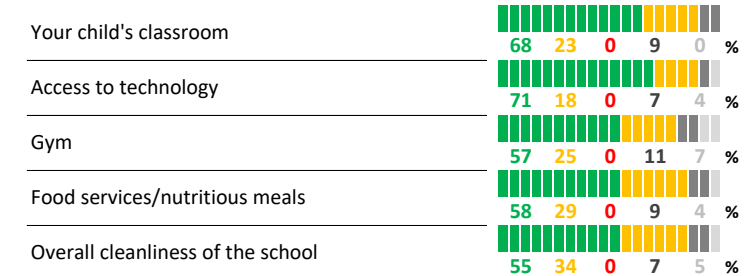 Your child's classroom
68 23 0 9 0 %
Access to technology
71 18 0 7 4 %
Gym
57 25 0 11 7 %
Food services/nutritious meals
58 29 0 9 4 %
Overall cleanliness of the school
55 34 0 7 5 %